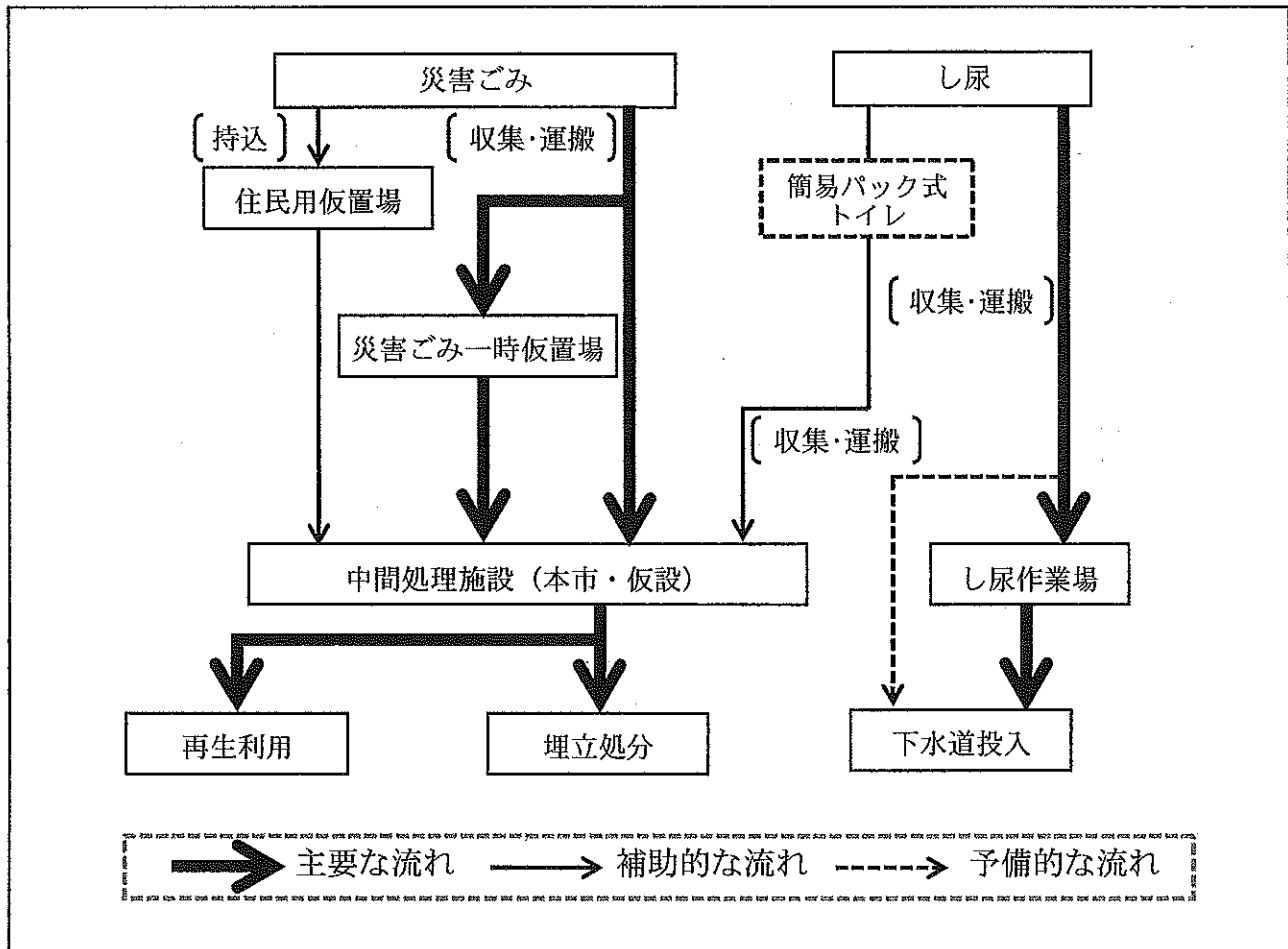 災害ごみ
し尿
〔持込〕
〔収集・運搬〕
住民用仮置場
簡易パック式
トイレ
〔収集・運搬〕
災害ごみ一時仮置場
〔収集・運搬〕
中間処理施設（本市・仮設）
し尿作業場
再生利用
埋立処分
下水道投入
主要な流れ
補助的な流れ
予備的な流れ